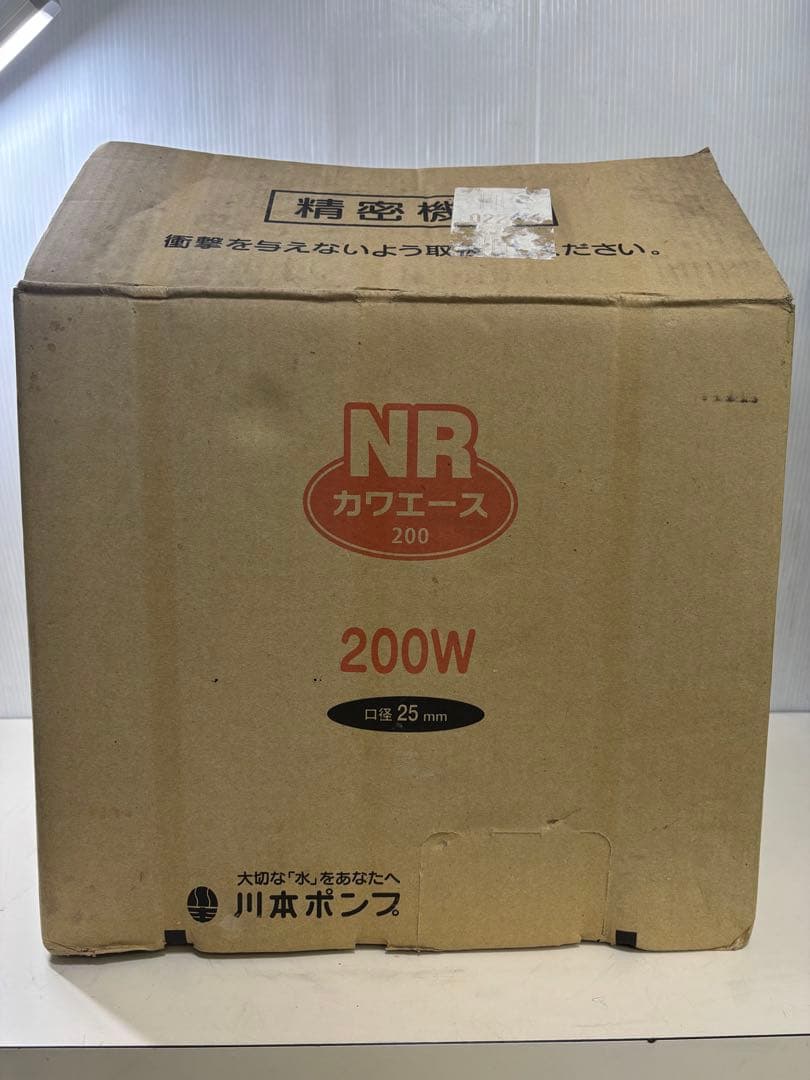 精密機
衝撃を与えないよう取ください。
NR
カワエース
200
200W
口径 25 mm
大切な「水」をあなたへ
川本ポンプ